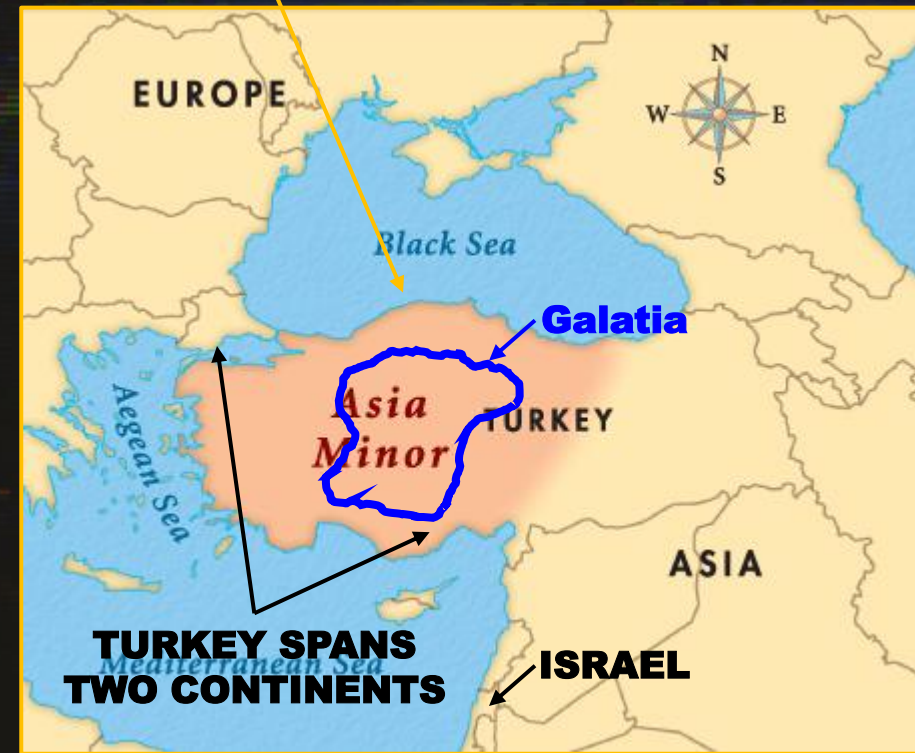 N
EUROPE
W
E
S
Black Sea
Galatia
Asia
Minor
TURKEY
Aegean Sea
ASIA
TURKEY SPANS
Mediterranean Sea
TWO CONTINENTS
ISRAEL